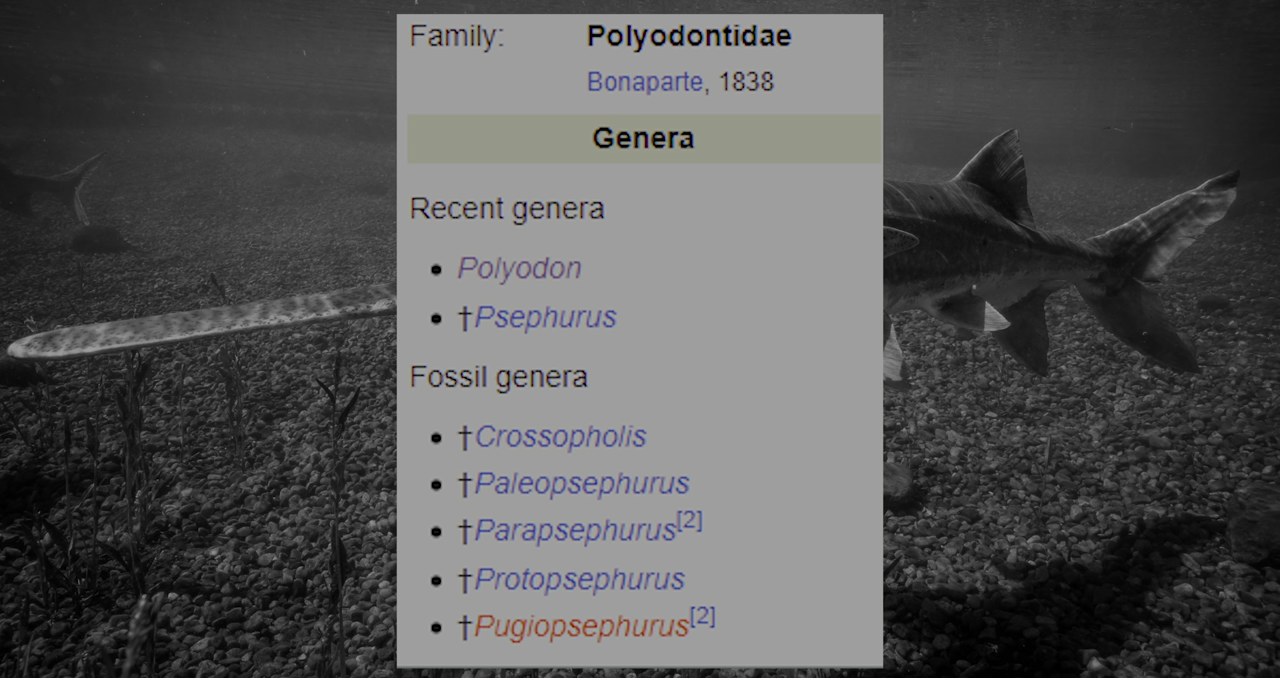 Family: Polyodontidae
Bonaparte, 1838
Genera
Recent genera
• Polyodon
• †Psephurus
Fossil genera
• †Crossopholis
• †Paleopsephurus
• †Parapsephurus[2]
• †Protopsephurus
• †Pugiopsephurus[2]